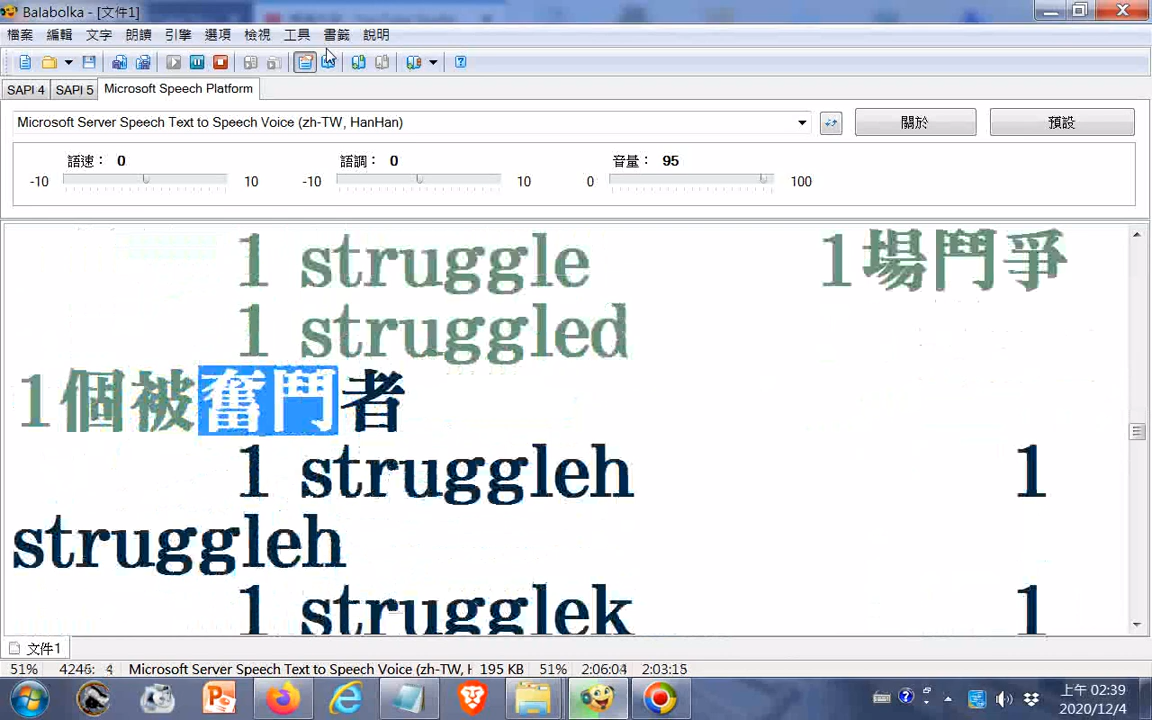 Balabolka - [文件1]
檔案 編輯 文字 朗讀 引擎 選項 檢視 工具 書籤 說明
SAPI 4 SAPI 5 Microsoft Speech Platform
Microsoft Server Speech Text to Speech Voice (zh-TW, HanHan) 關於 預設
語速： 0 語調： 0 音量： 95
-10 10 -10 10 0 100
1 struggle 1場鬥爭
1 struggled
1個被奮鬥者
1 struggleh 1
struggleh
1 strugglek 1
文件1
51% 4246: 4 Microsoft Server Speech Text to Speech Voice (zh-TW, H 195 KB 51% 2:06:04 2:03:15
上午 02:39
2020/12/4